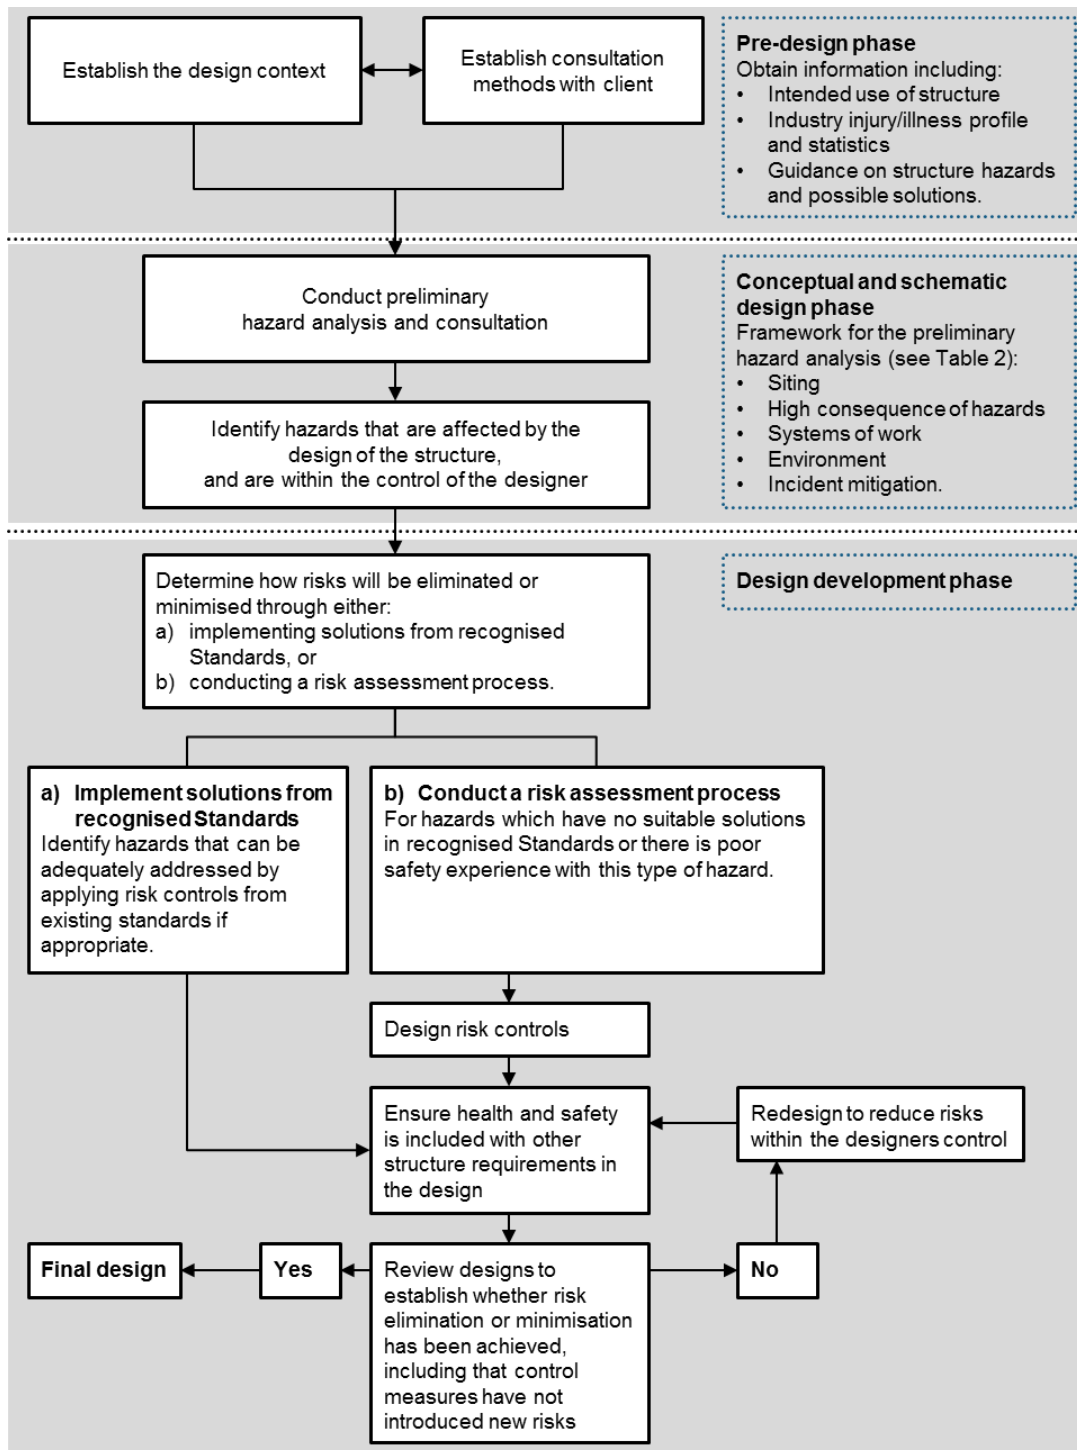 Establish the design context
Establish consultation
methods with client
Pre-design phase
Obtain information including:
• Intended use of structure
• Industry injury/illness profile
and statistics
• Guidance on structure hazards
and possible solutions.
Conduct preliminary
hazard analysis and consultation
Identify hazards that are affected by the
design of the structure,
and are within the control of the designer
Conceptual and schematic
design phase
Framework for the preliminary
hazard analysis (see Table 2):
• Siting
• High consequence of hazards
• Systems of work
• Environment
• Incident mitigation.
Design development phase
Determine how risks will be eliminated or
minimised through either:
a) implementing solutions from recognised
Standards, or
b) conducting a risk assessment process.
a) Implement solutions from
recognised Standards
Identify hazards that can be
adequately addressed by
applying risk controls from
existing standards if
appropriate.
b) Conduct a risk assessment process
For hazards which have no suitable solutions
in recognised Standards or there is poor
safety experience with this type of hazard.
Design risk controls
Ensure health and safety
is included with other
structure requirements in
the design
Redesign to reduce risks
within the designers control
Final design
Yes
Review designs to
establish whether risk
elimination or minimisation
has been achieved,
including that control
measures have not
introduced new risks
No